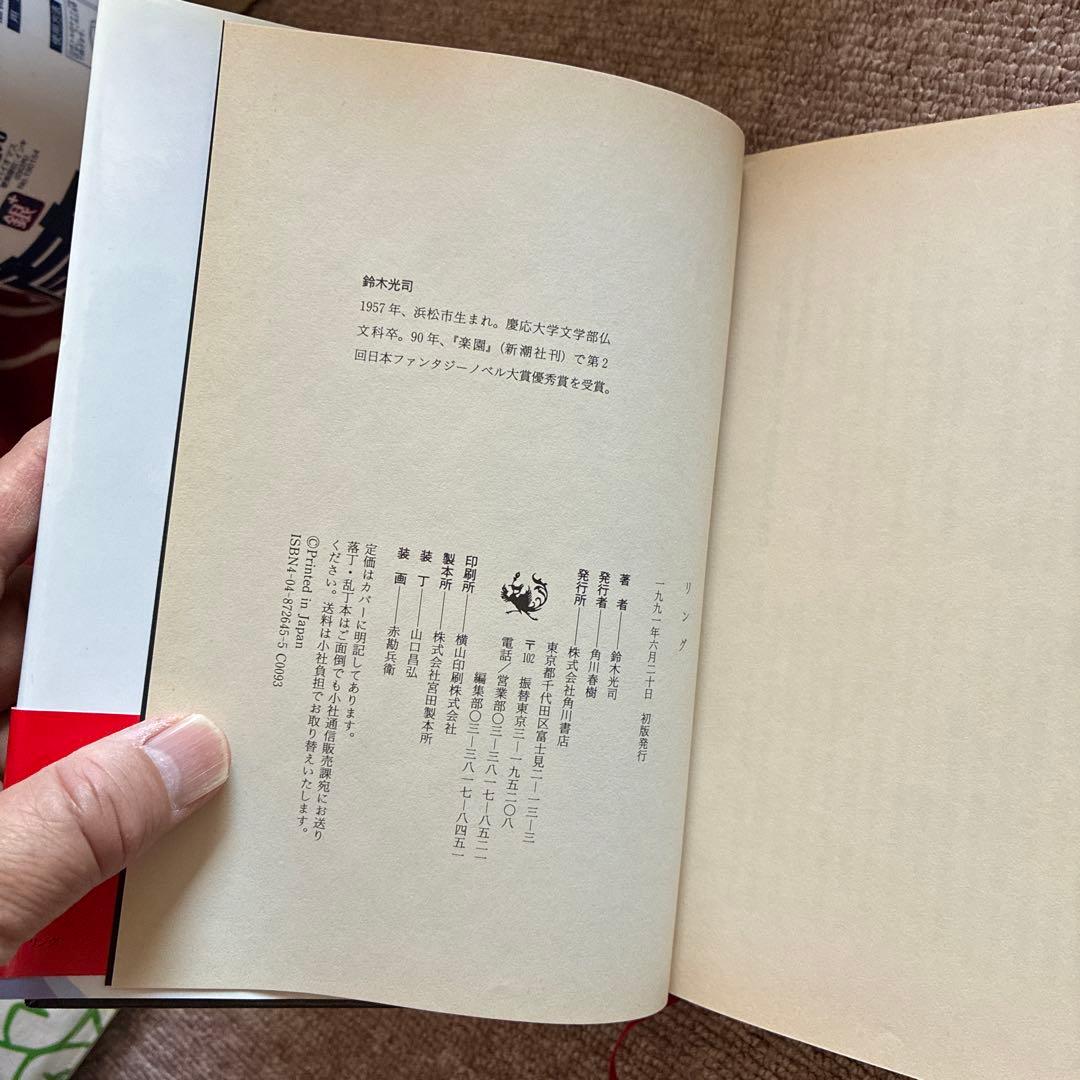 鈴木光司
1957年、浜松市生まれ。慶応大学文学部仏
文科卒。90年、『楽園』(新潮社刊)で第2
回日本ファンタジーノベル大賞優秀賞を受賞。
リング
一九九一年六月二十日 初版発行
著 者──鈴木光司
発行者──角川春樹
発行所──株式会社角川書店
東京都千代田区富士見二─一三─三
〒102 振替東京三─一九五二〇八
電話/営業部〇三─三八一七─八五二一
編集部〇三─三八一七─八四五一
印刷所──横山印刷株式会社
製本所──株式会社宮田製本所
装 丁──山口昌弘
装 画──赤勘兵衛
定価はカバーに明記してあります。
落丁・乱丁本はご面倒でも小社通信販売課宛にお送り
ください。送料は小社負担でお取り替えいたします。
©Printed in Japan
ISBN4-04-872645-5 C0093
銀